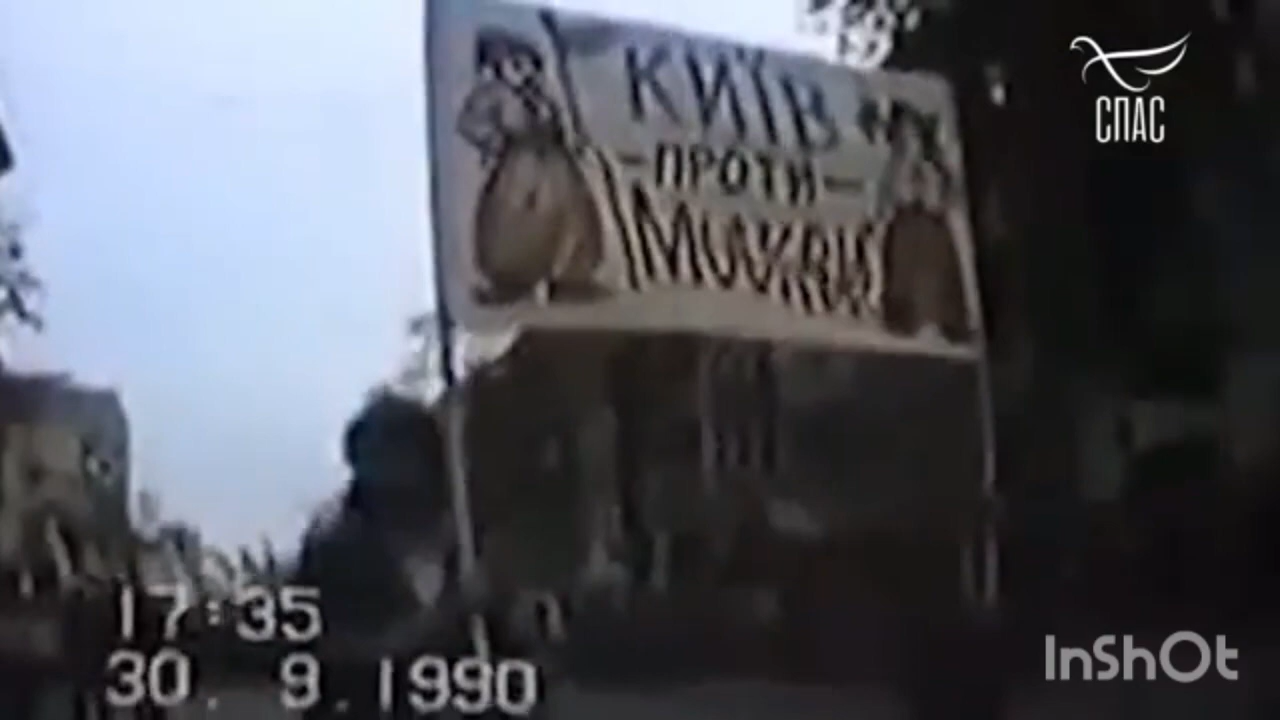 КИЇВ
-ПРОТИ-
МОСКВИ
СПАС
17:35
30. 9.1990
InShOt